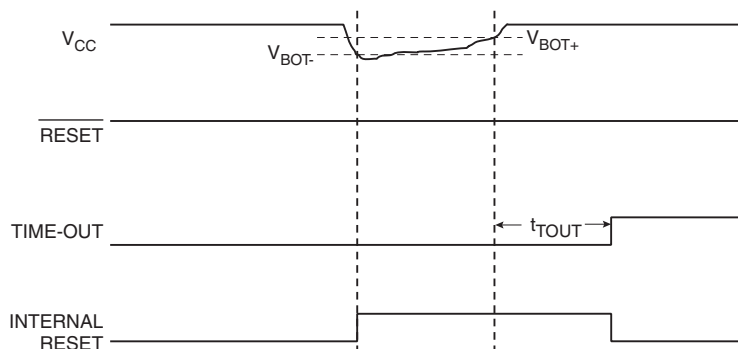 VCC
VBOT-
VBOT+
RESET
TIME-OUT
tTOUT
INTERNAL
RESET